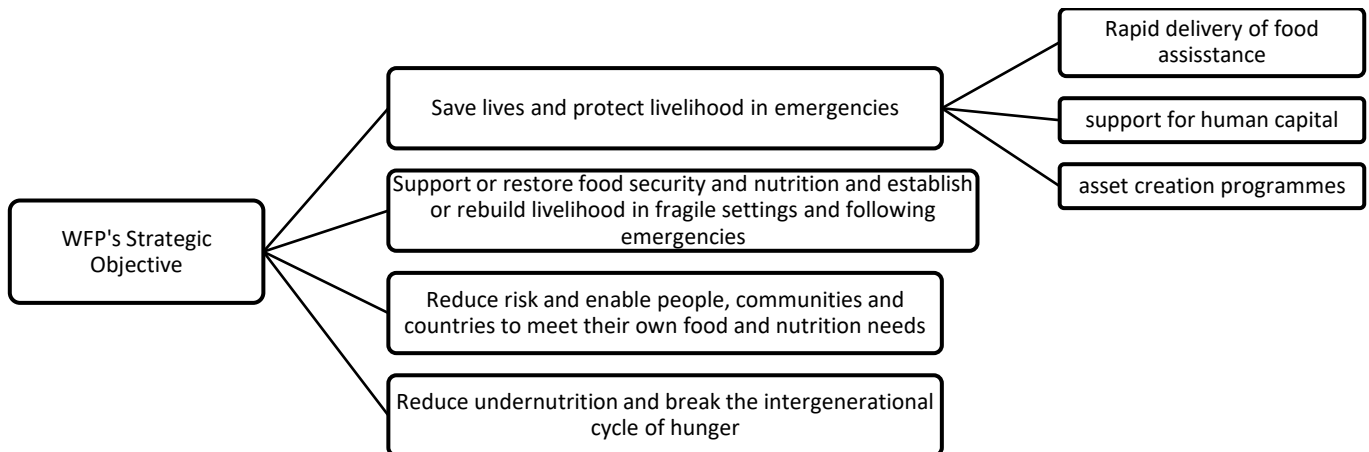 WFP's Strategic
Objective
Save lives and protect livelihood in emergencies
Rapid delivery of food
assisstance
support for human capital
asset creation programmes
Support or restore food security and nutrition and establish
or rebuild livelihood in fragile settings and following
emergencies
Reduce risk and enable people, communities and
countries to meet their own food and nutrition needs
Reduce undernutrition and break the intergenerational
cycle of hunger